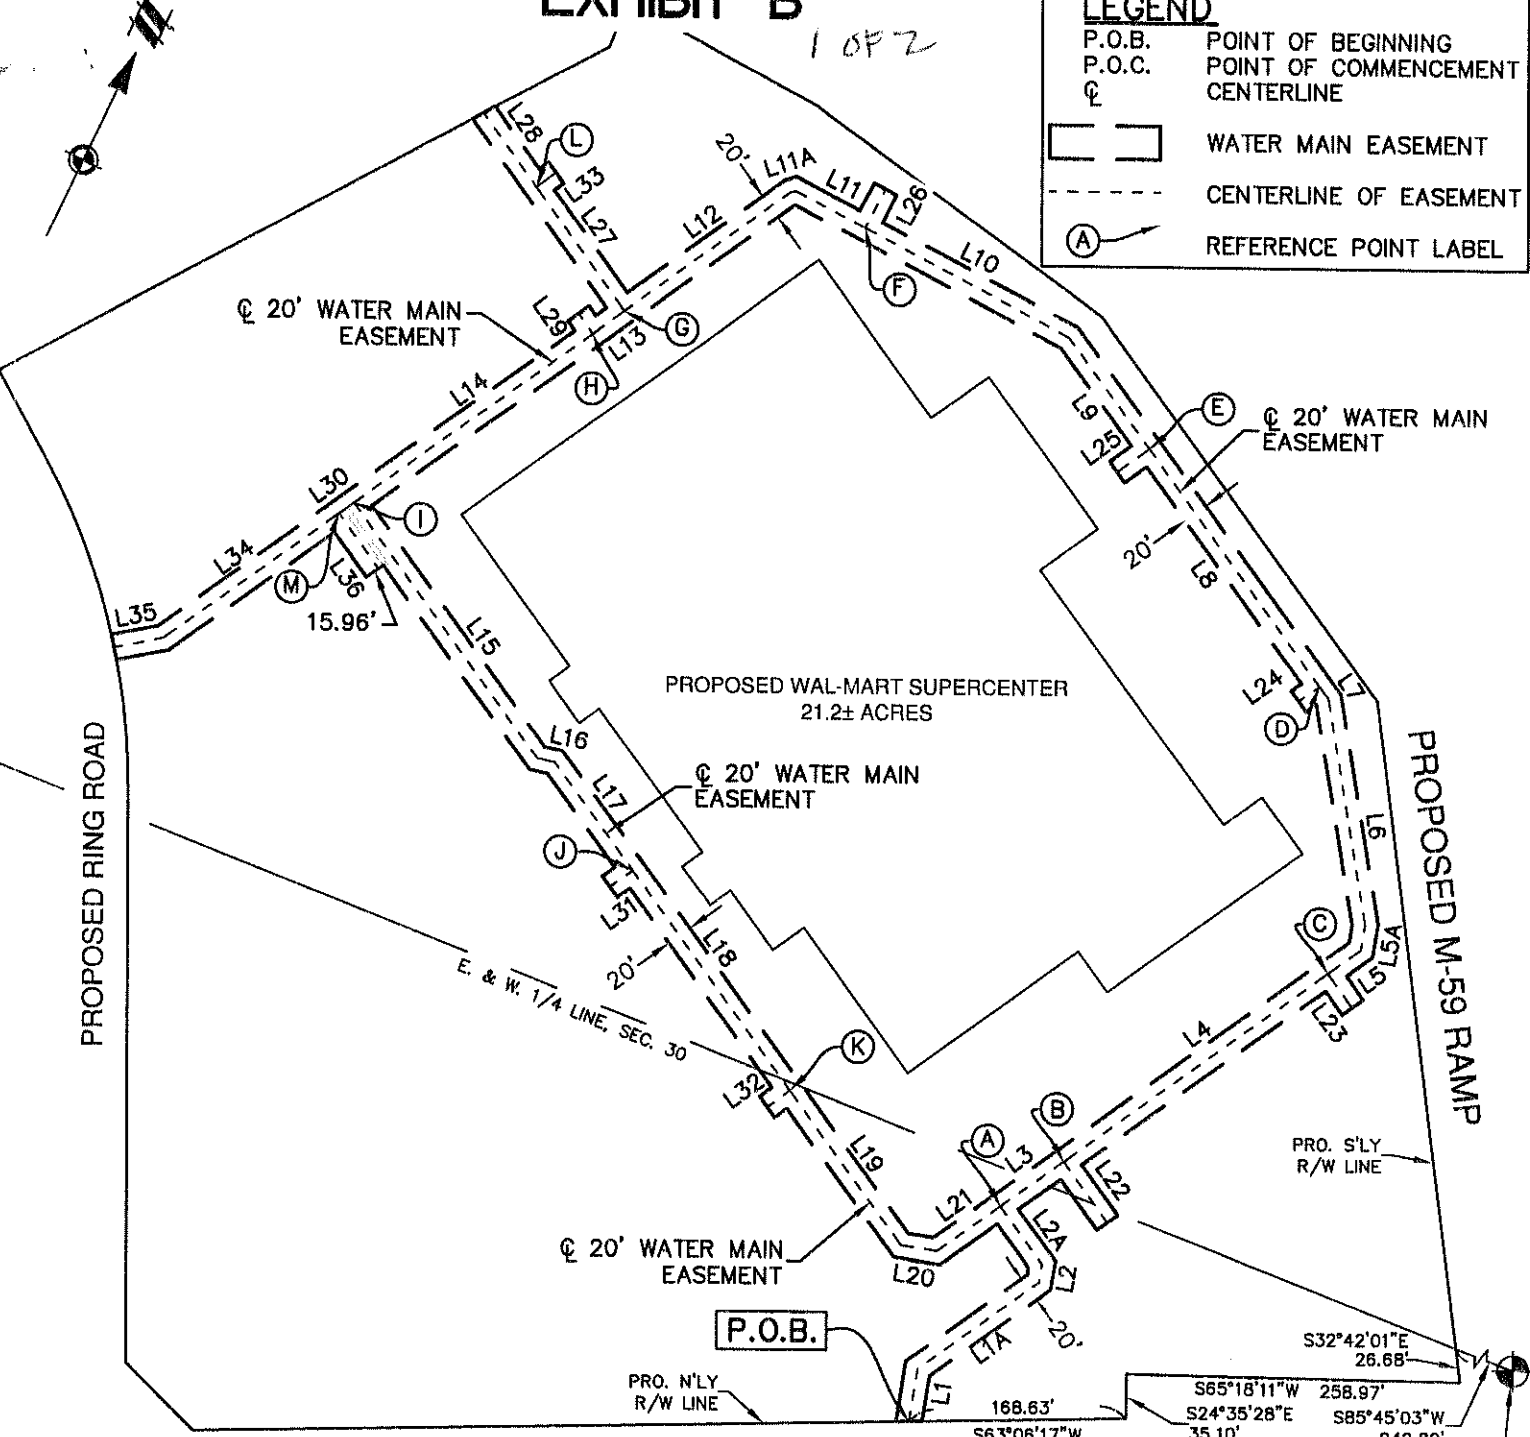 EXHIBIT "B"
1 OF 2
LEGEND
P.O.B. POINT OF BEGINNING
P.O.C. POINT OF COMMENCEMENT
℄ CENTERLINE
WATER MAIN EASEMENT
CENTERLINE OF EASEMENT
A REFERENCE POINT LABEL
L28
L
L33
L27
20'
L11A
L11
L26
L12
L10
F
℄ 20' WATER MAIN
EASEMENT
L29
G
L13
H
L14
L9
E
℄ 20' WATER MAIN
EASEMENT
L25
L30
I
20'
L34
M
L36
L8
L35
15.96'
L15
PROPOSED WAL-MART SUPERCENTER
21.2± ACRES
L24
L7
D
L16
PROPOSED RING ROAD
PROPOSED M-59 RAMP
℄ 20' WATER MAIN
EASEMENT
L17
L6
J
L31
C
L18
L5A
L5
20'
E. & W. 1/4 LINE, SEC. 30
L23
L4
K
L32
B
A
L3
PRO. S'LY
R/W LINE
L19
L22
L21
L2A
℄ 20' WATER MAIN
EASEMENT
L20
L2
P.O.B.
L1A
20'
S32°42'01"E
26.68'
PRO. N'LY
R/W LINE
L1
168.63'
S65°18'11"W 258.97'
S24°35'28"E
S85°45'03"W
S63°06'17"W
35.10'